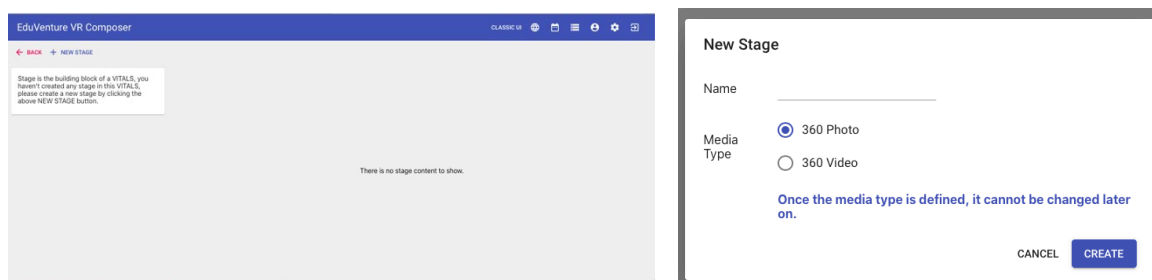 EduVenture VR Composer
CLASSIC UI
BACK
NEW STAGE
Stage is the building block of a VITALS, you
haven't created any stage in this VITALS,
please create a new stage by clicking the
above NEW STAGE button.
There is no stage content to show.
New Stage
Name
Media
Type
360 Photo
360 Video
Once the media type is defined, it cannot be changed later
on.
CANCEL
CREATE